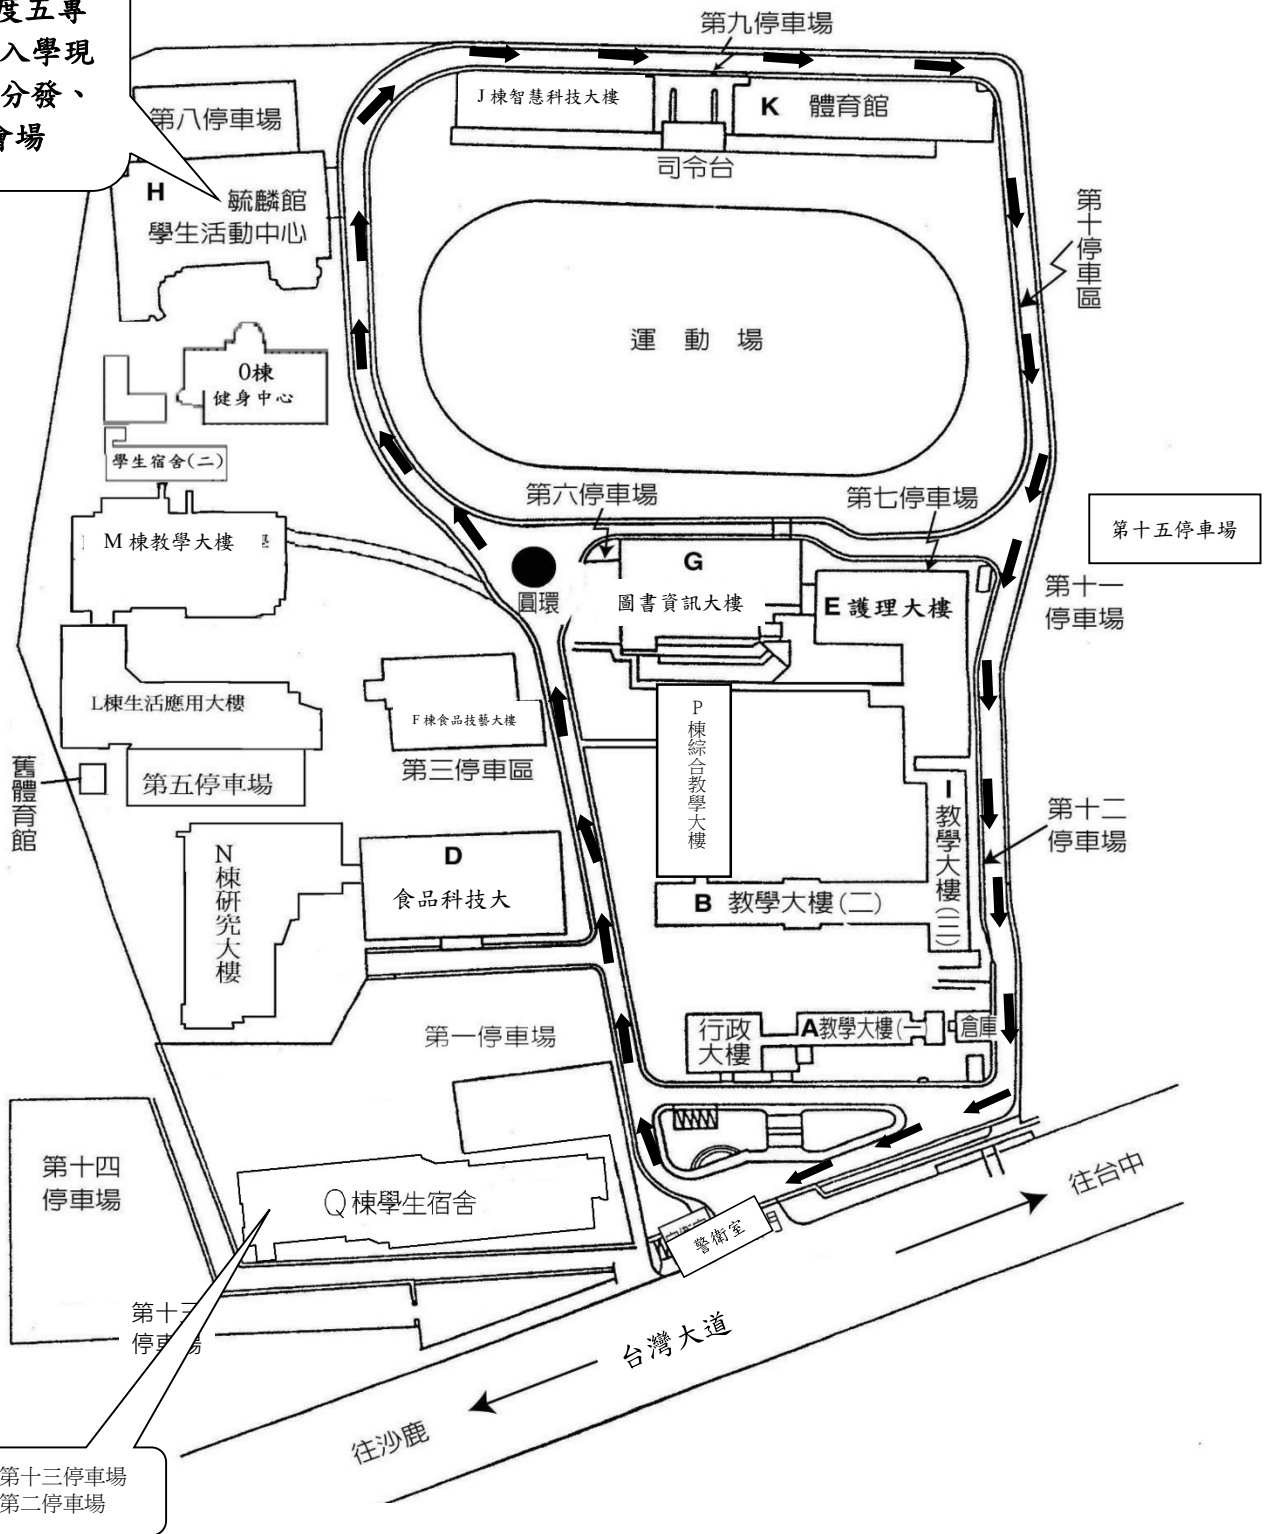 度五專
入學現
分發、
會場
第九停車場
J棟智慧科技大樓
K 體育館
第八停車場
司令台
H 毓麟館
學生活動中心
第十停車區
運動場
O棟
健身中心
學生宿舍(二)
第六停車場
第七停車場
第十五停車場
M棟教學大樓
G
圖書資訊大樓
圓環
E護理大樓
第十一
停車場
L棟生活應用大樓
F棟食品技藝大樓
P棟綜合教學大樓
第三停車區
舊體育館
第五停車場
I教學大樓(三)
第十二
停車場
N棟研究大樓
D
食品科技大
B 教學大樓(二)
第一停車場
行政
大樓
A教學大樓(一
倉庫
第十四
停車場
Q棟學生宿舍
往台中
警衛室
第十三
停車場
台灣大道
往沙鹿
第十三停車場
第二停車場